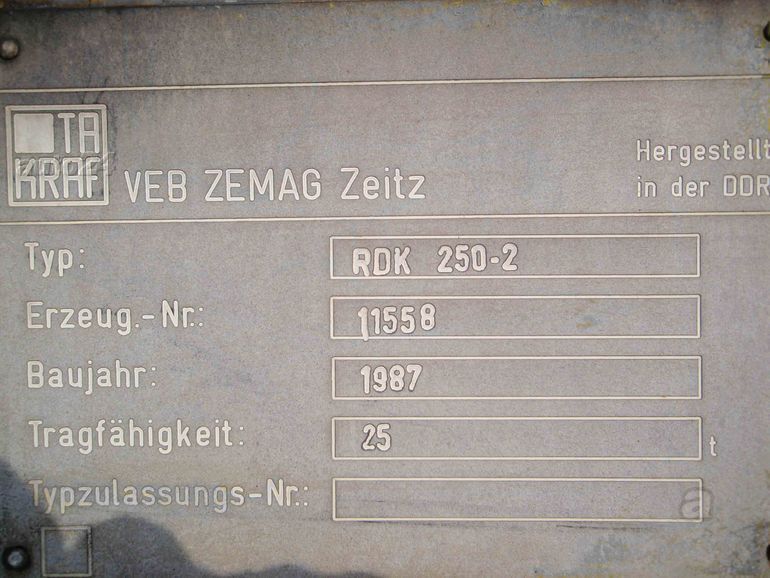 TA
KRAF
VEB ZEMAG Zeitz
Hergestellt
in der DDR
Typ: RDK 250-2
Erzeug.-Nr.: 11558
Baujahr: 1987
Tragfähigkeit: 25 t
Typzulassungs-Nr.: